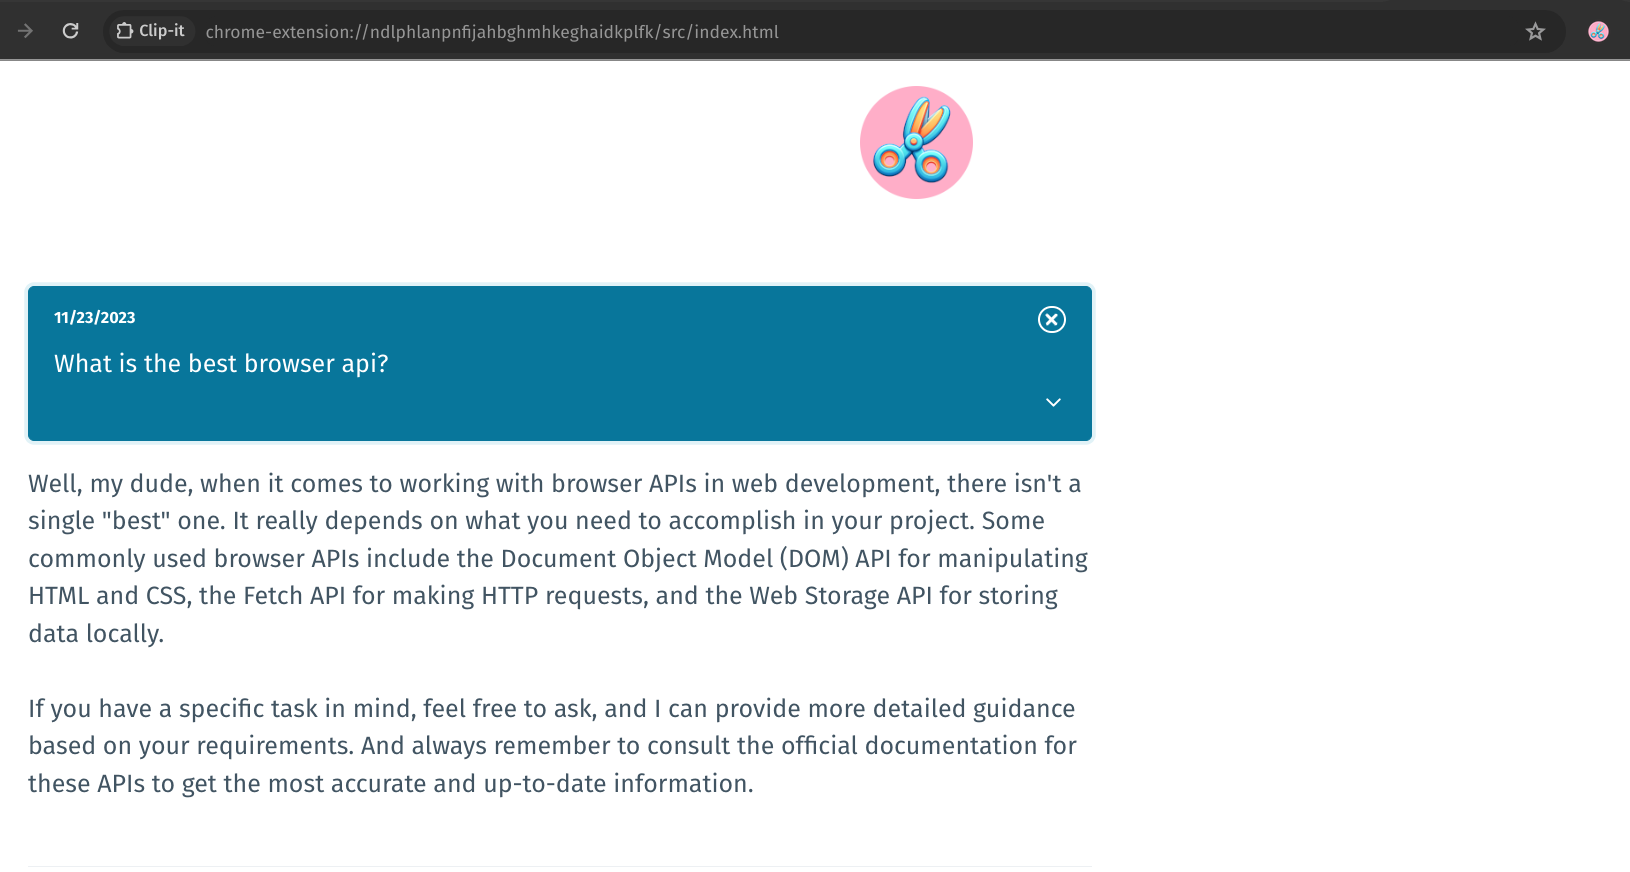 Clip-it chrome-extension://ndlphlanpnfijahbghmhkeghaidkplfk/src/index.html
11/23/2023
What is the best browser api?
Well, my dude, when it comes to working with browser APIs in web development, there isn't a
single "best" one. It really depends on what you need to accomplish in your project. Some
commonly used browser APIs include the Document Object Model (DOM) API for manipulating
HTML and CSS, the Fetch API for making HTTP requests, and the Web Storage API for storing
data locally.
If you have a specific task in mind, feel free to ask, and I can provide more detailed guidance
based on your requirements. And always remember to consult the official documentation for
these APIs to get the most accurate and up-to-date information.